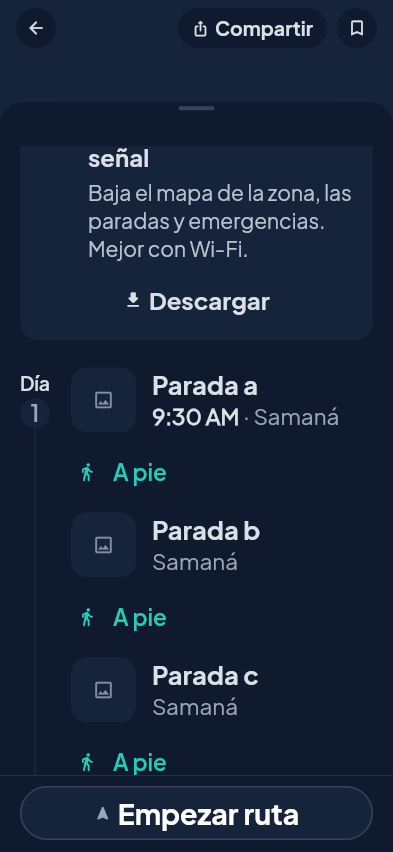 Compartir
señal
Baja el mapa de la zona, las
paradas y emergencias.
Mejor con Wi-Fi.
Descargar
Día
1
Parada a
9:30 AM · Samaná
A pie
Parada b
Samaná
A pie
Parada c
Samaná
A pie
Empezar ruta